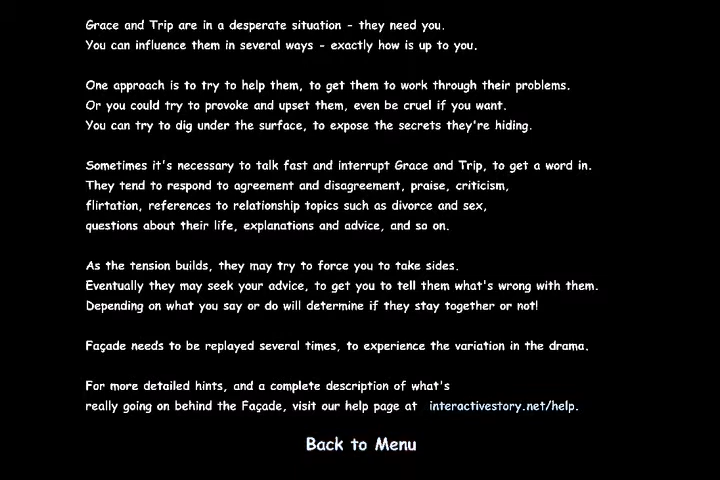 Grace and Trip are in a desperate situation - they need you.
You can influence them in several ways - exactly how is up to you.
One approach is to try to help them, to get them to work through their problems.
Or you could try to provoke and upset them, even be cruel if you want.
You can try to dig under the surface, to expose the secrets they're hiding.
Sometimes it's necessary to talk fast and interrupt Grace and Trip, to get a word in.
They tend to respond to agreement and disagreement, praise, criticism,
flirtation, references to relationship topics such as divorce and sex,
questions about their life, explanations and advice, and so on.
As the tension builds, they may try to force you to take sides.
Eventually they may seek your advice, to get you to tell them what's wrong with them.
Depending on what you say or do will determine if they stay together or not!
Façade needs to be replayed several times, to experience the variation in the drama.
For more detailed hints, and a complete description of what's
really going on behind the Façade, visit our help page at interactivestory.net/help.
Back to Menu